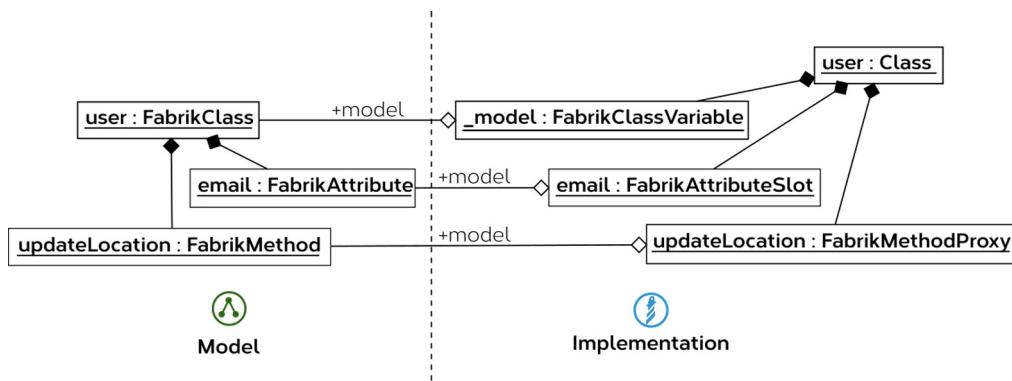 user : Class
user : FabrikClass
+model
_model : FabrikClassVariable
email : FabrikAttribute
+model
email : FabrikAttributeSlot
updateLocation : FabrikMethod
+model
updateLocation : FabrikMethodProxy
Model
Implementation